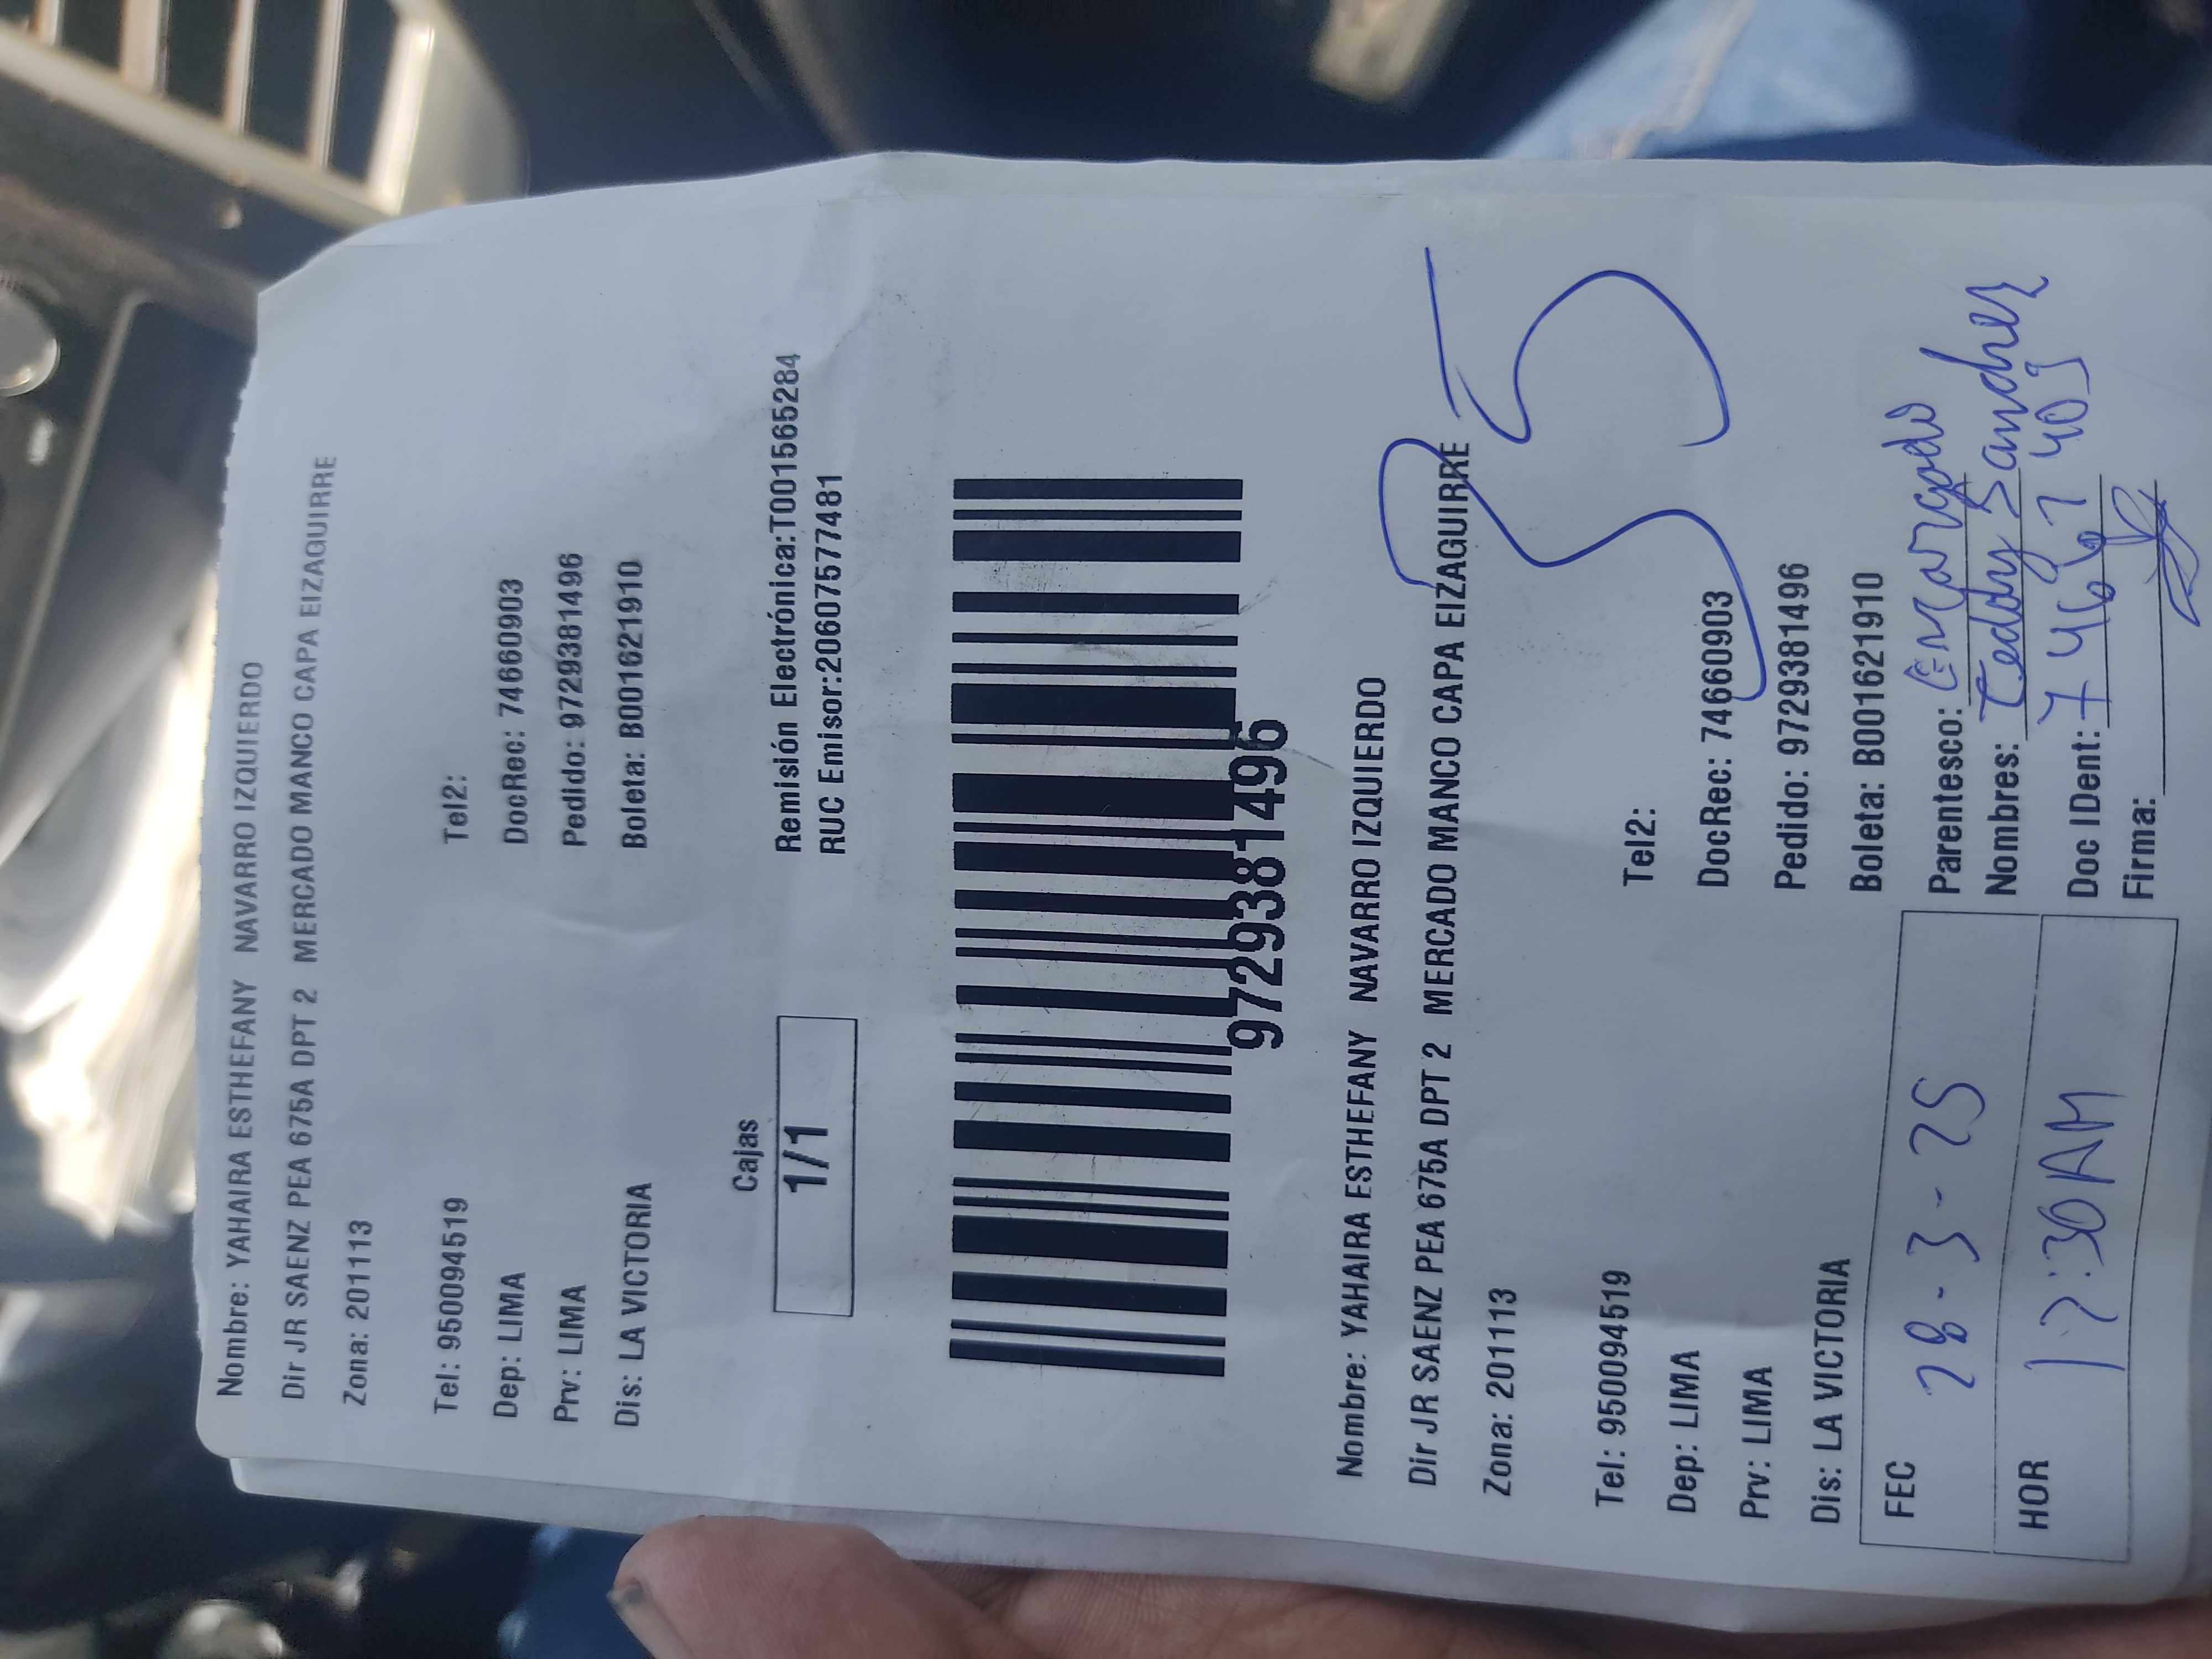 Nombre: YAHAIRA ESTHEFANY NAVARRO IZQUIERDO
Dir JR SAENZ PEA 675A DPT 2 MERCADO MANCO CAPA EIZAGUIRRE
Zona: 201113
Tel: 950094519 Tel2:
Dep: LIMA DocRec: 74660903
Prv: LIMA Pedido: 9729381496
Dis: LA VICTORIA Boleta: B001621910
Cajas
1/1
Remisión Electrónica:T001565284
RUC Emisor:20607577481
9729381496
Nombre: YAHAIRA ESTHEFANY NAVARRO IZQUIERDO
Dir JR SAENZ PEA 675A DPT 2 MERCADO MANCO CAPA EIZAGUIRRE
35
Zona: 201113
Tel: 950094519 Tel2:
Dep: LIMA DocRec: 74660903
Prv: LIMA Pedido: 9729381496
Dis: LA VICTORIA Boleta: B001621910
FEC 28-3-25
HOR
Parentesco: Encargado
Nombres: Teddy Sanchez
Doc IDent:
Firma: